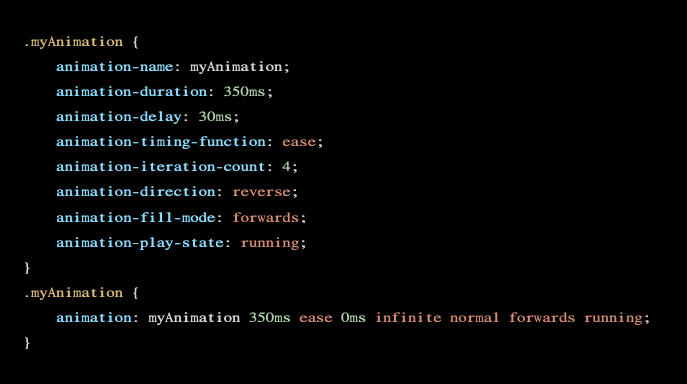 .myAnimation {
    animation-name: myAnimation;
    animation-duration: 350ms;
    animation-delay: 30ms;
    animation-timing-function: ease;
    animation-iteration-count: 4;
    animation-direction: reverse;
    animation-fill-mode: forwards;
    animation-play-state: running;
}
.myAnimation {
    animation: myAnimation 350ms ease 0ms infinite normal forwards running;
}